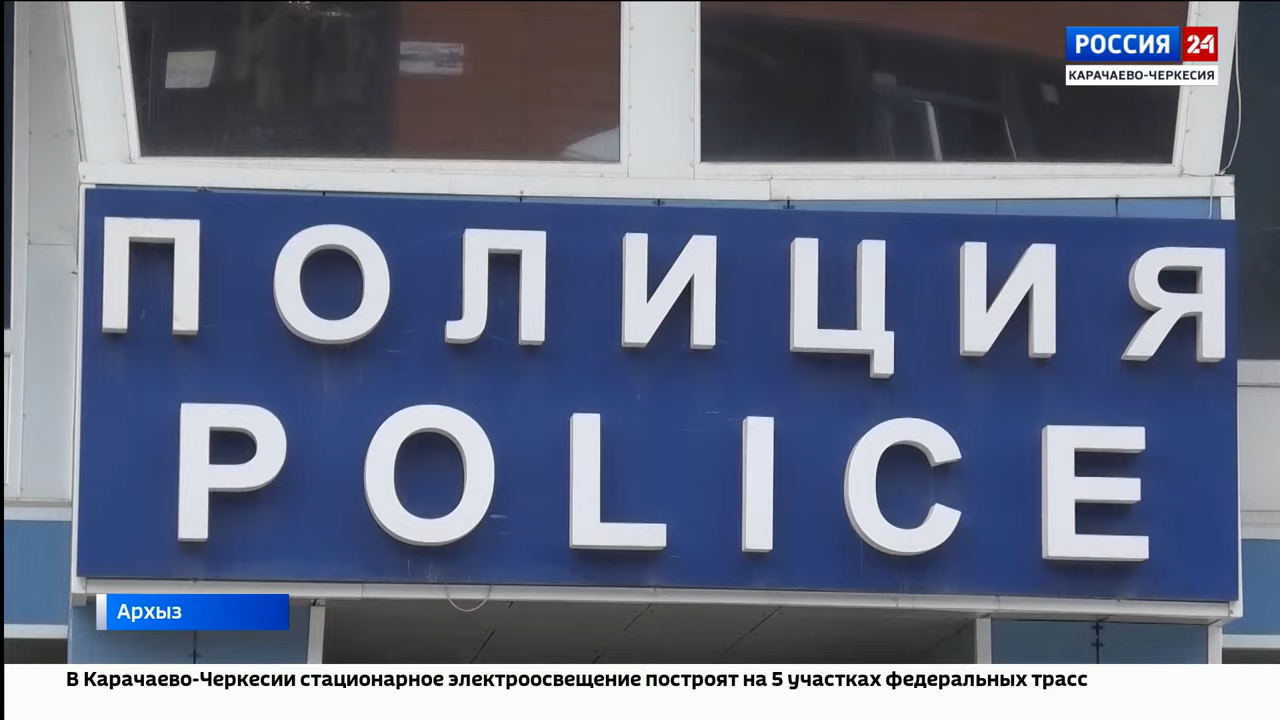 РОССИЯ 24
КАРАЧАЕВО-ЧЕРКЕСИЯ
ПОЛИЦИЯ
POLICE
Архыз
В Карачаево-Черкесии стационарное электроосвещение построят на 5 участках федеральных трасс